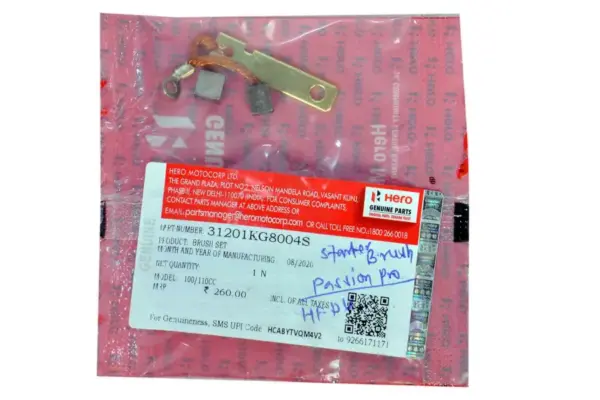 HERO MOTOCORP LTD.
THE GRAND PLAZA, PLOT NO.2, NELSON MANDELA ROAD, VASANT KUNJ,
PHASE-II, NEW DELHI-110070 (INDIA). FOR CONSUMER COMPLAINTS,
CONTACT PARTS MANAGER AT ABOVE ADDRESS OR
EMAIL: partsmanager@heromotocorp.com OR CALL TOLL FREE NO.:1800 266 0018
Hero
GENUINE PARTS
PART NUMBER 31201KG8004S
PRODUCT: BRUSH SET
MONTH AND YEAR OF MANUFACTURING 08/2020
NET QUANTITY 1 N
MODEL 100/110CC
MRP ₹ 260.00 INCL. OF ALL TAXES
starter Brush
Passion pro
For Genuineness, SMS UPI Code HCABYTVQM4V2 to 9266171171
GENUINE
Hero